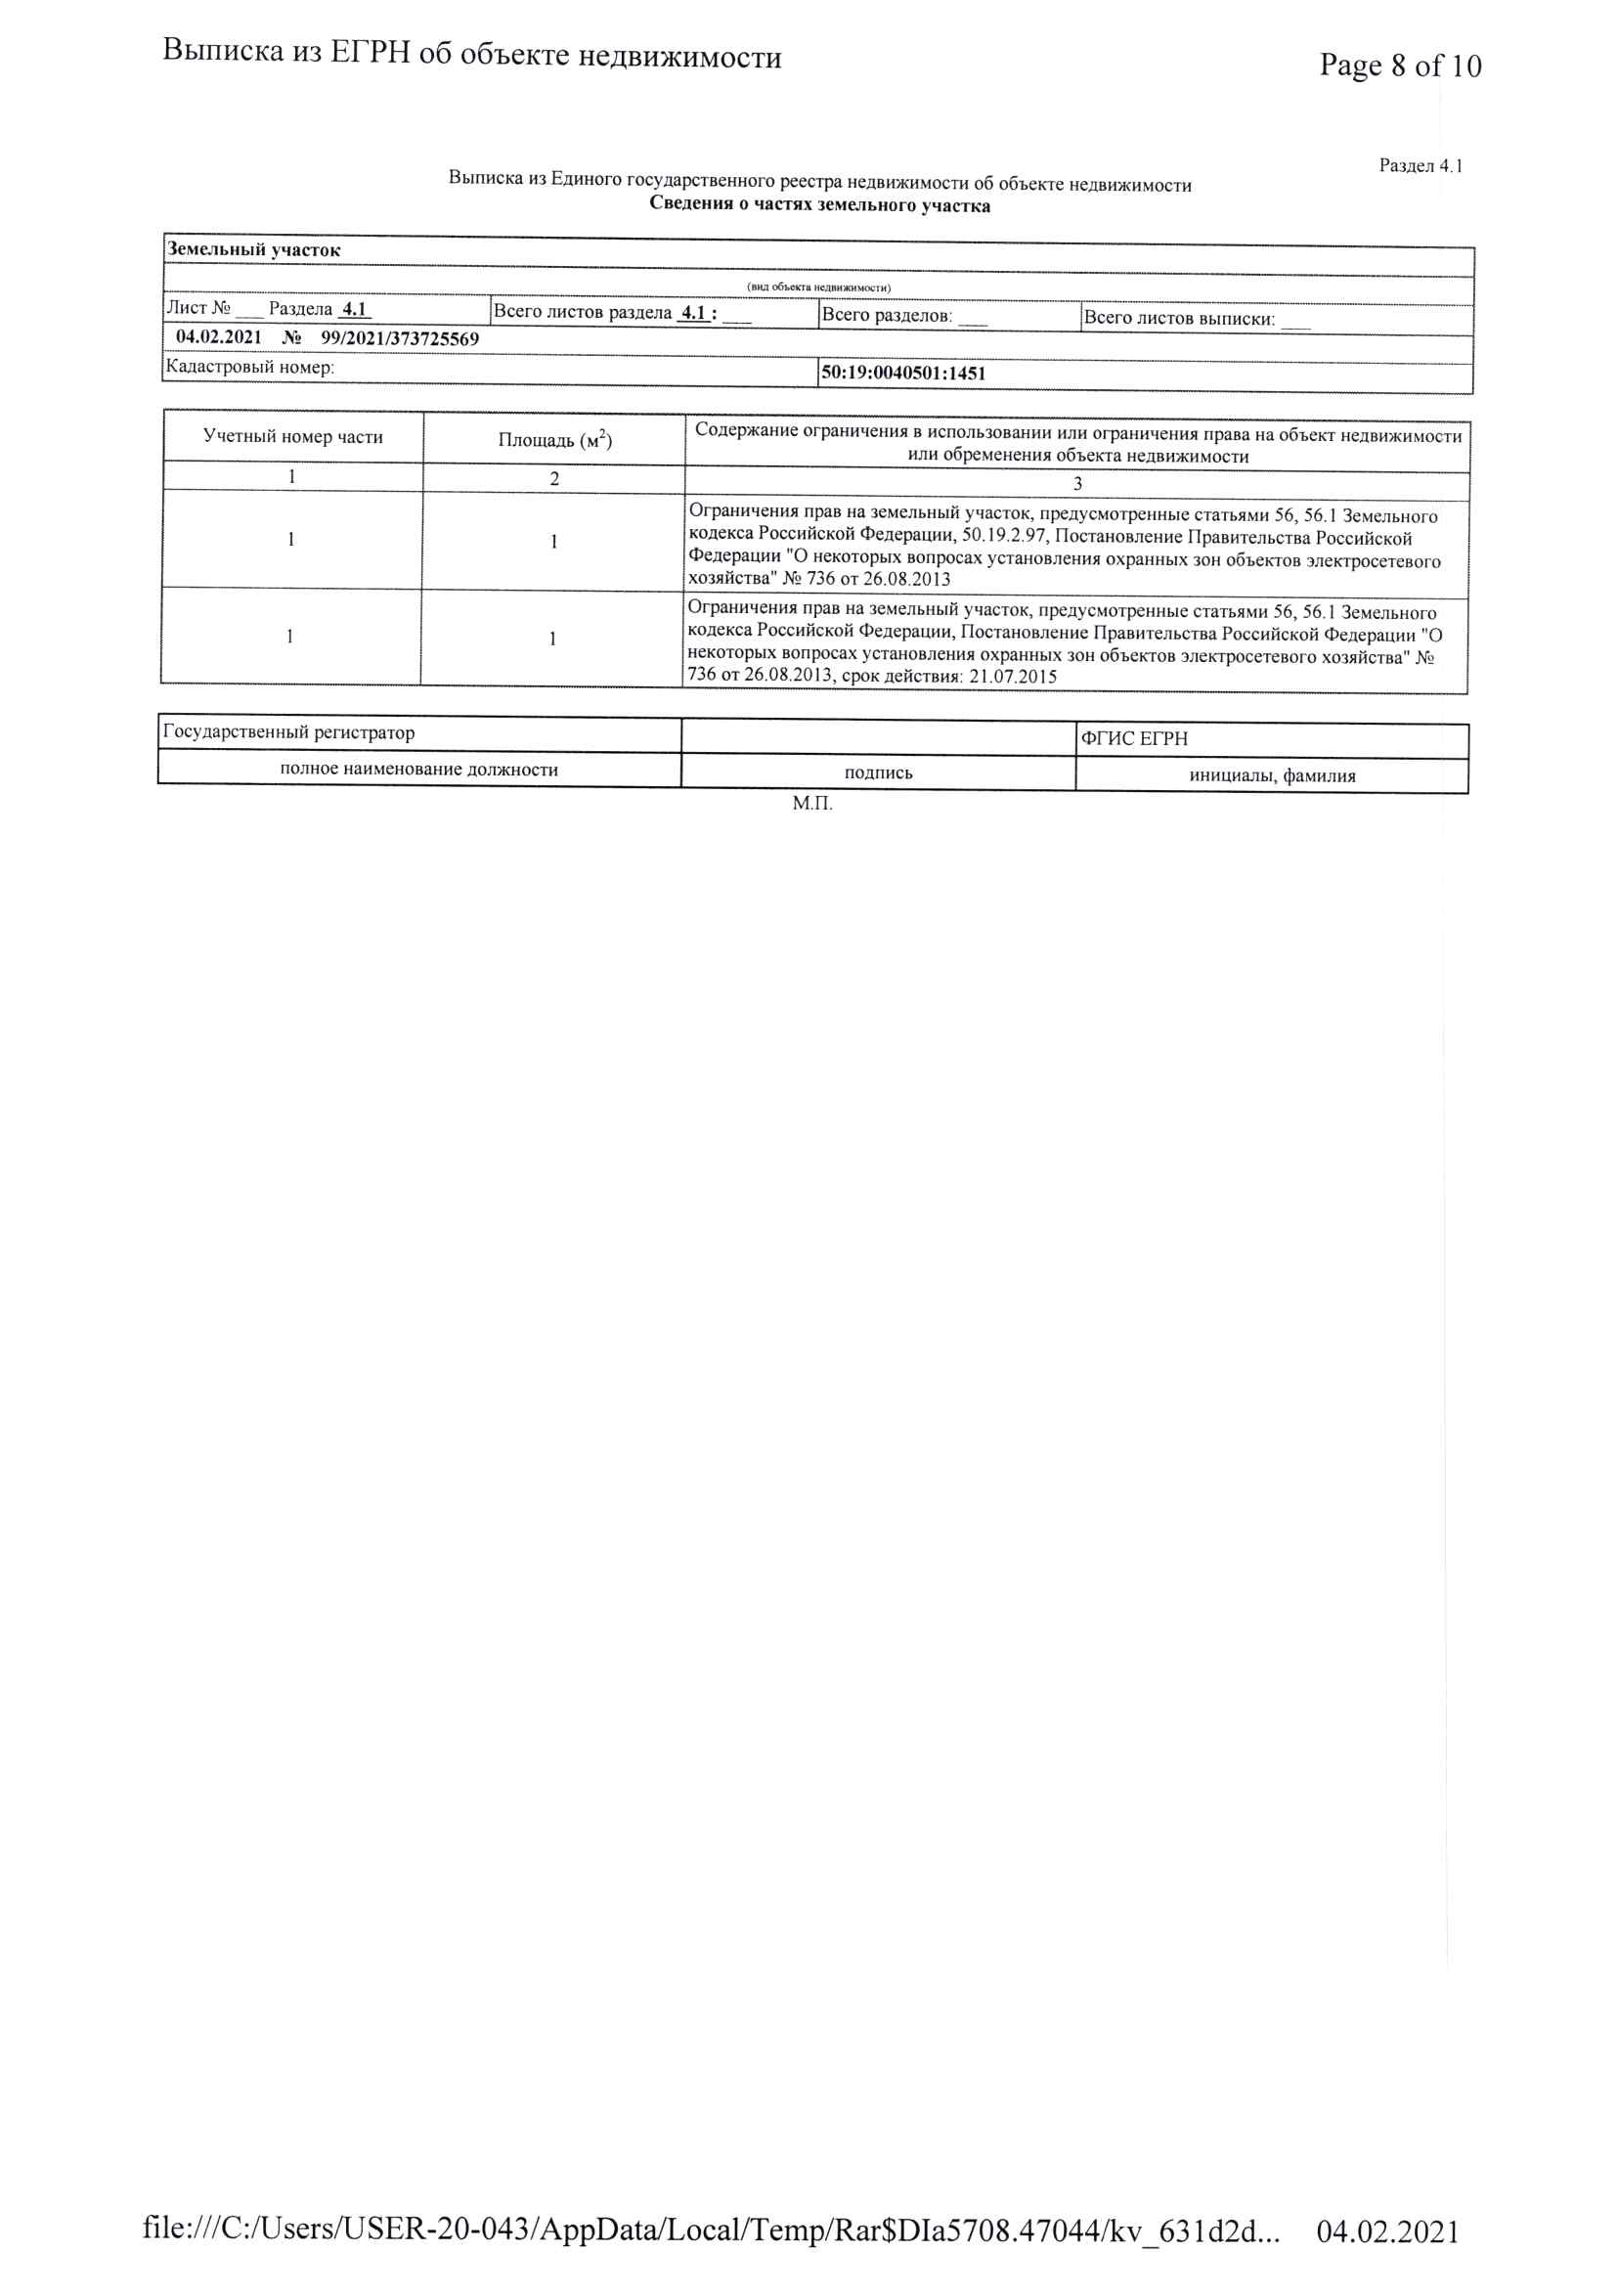 Выписка из ЕГРН об объекте недвижимости
Page 8 of 10
Раздел 4.1
Выписка из Единого государственного реестра недвижимости об объекте недвижимости
Сведения о частях земельного участка
Земельный участок
(вид объекта недвижимости)
Лист № ___ Раздела 4.1 Всего листов раздела 4.1 : ___ Всего разделов: ___ Всего листов выписки: ___
04.02.2021 № 99/2021/373725569
Кадастровый номер: 50:19:0040501:1451
Учетный номер части
Площадь (м²)
Содержание ограничения в использовании или ограничения права на объект недвижимости
или обременения объекта недвижимости
1 2 3
1
1
Ограничения прав на земельный участок, предусмотренные статьями 56, 56.1 Земельного
кодекса Российской Федерации, 50.19.2.97, Постановление Правительства Российской
Федерации "О некоторых вопросах установления охранных зон объектов электросетевого
хозяйства" № 736 от 26.08.2013
1
1
Ограничения прав на земельный участок, предусмотренные статьями 56, 56.1 Земельного
кодекса Российской Федерации, Постановление Правительства Российской Федерации "О
некоторых вопросах установления охранных зон объектов электросетевого хозяйства" №
736 от 26.08.2013, срок действия: 21.07.2015
Государственный регистратор ФГИС ЕГРН
полное наименование должности подпись инициалы, фамилия
М.П.
file:///C:/Users/USER-20-043/AppData/Local/Temp/Rar$DIa5708.47044/kv_631d2d... 04.02.2021